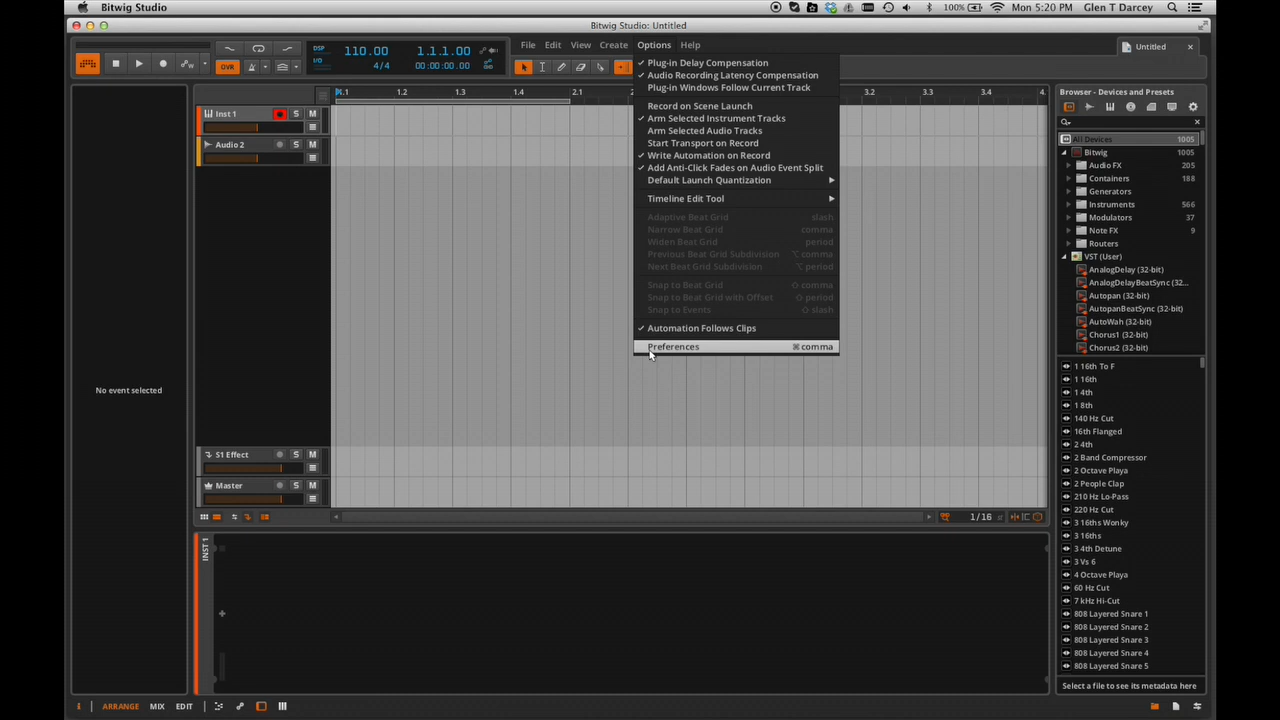 Bitwig Studio
100%
Mon 5:20 PM
Glen T Darcey
Bitwig Studio: Untitled
OVR
DSP
110.00
4/4
1.1.1.00
00:00:00.00
File
Edit
View
Create
Options
Help
Untitled
Plug-in Delay Compensation
Audio Recording Latency Compensation
Plug-in Windows Follow Current Track
Record on Scene Launch
Arm Selected Instrument Tracks
Arm Selected Audio Tracks
Start Transport on Record
Write Automation on Record
Add Anti-Click Fades on Audio Event Split
Default Launch Quantization
Timeline Edit Tool
Adaptive Beat Grid slash
Narrow Beat Grid comma
Widen Beat Grid period
Previous Beat Grid Subdivision ⌥ comma
Next Beat Grid Subdivision ⌥ period
Snap to Beat Grid ⇧ comma
Snap to Beat Grid with Offset ⇧ period
Snap to Events ⇧ slash
Automation Follows Clips
Preferences ⌘ comma
1.1 1.2 1.3 1.4 2.1 3.2 3.3 3.4
Inst 1 S M
Audio 2 S M
No event selected
S1 Effect S M
Master S M
1/16
INST 1
Browser - Devices and Presets
All Devices 1005
Bitwig 1005
Audio FX 205
Containers 188
Generators
Instruments 566
Modulators 37
Note FX 9
Routers
VST (User)
AnalogDelay (32-bit)
AnalogDelayBeatSync (32...
Autopan (32-bit)
AutopanBeatSync (32-bit)
AutoWah (32-bit)
Chorus1 (32-bit)
Chorus2 (32-bit)
1 16th To F
1 16th
1 4th
1 8th
140 Hz Cut
16th Flanged
2 4th
2 Band Compressor
2 Octave Playa
2 People Clap
210 Hz Lo-Pass
220 Hz Cut
3 16ths Wonky
3 16ths
3 4th Detune
3 Vs 6
4 Octave Playa
60 Hz Cut
7 kHz Hi-Cut
808 Layered Snare 1
808 Layered Snare 2
808 Layered Snare 3
808 Layered Snare 4
808 Layered Snare 5
Select a file to see its metadata here
ARRANGE
MIX
EDIT